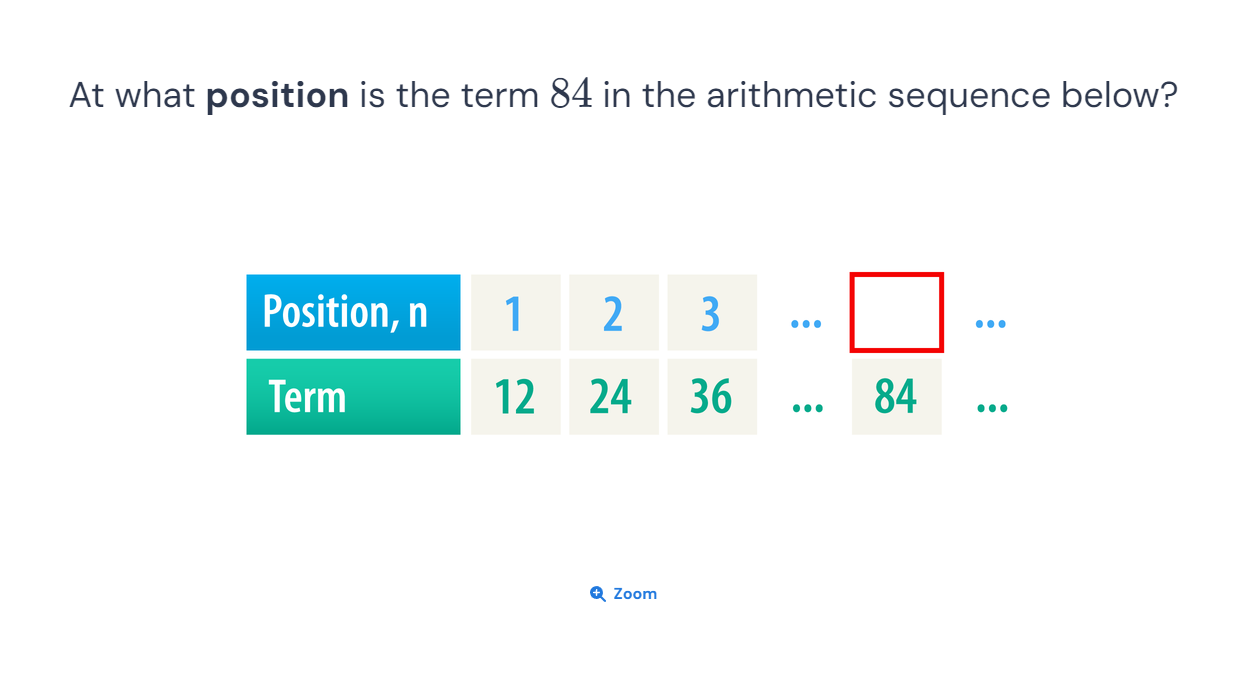 At what position is the term 84 in the arithmetic sequence below?
Position, n 1 2 3 ... ...
Term 12 24 36 ... 84 ...
Zoom